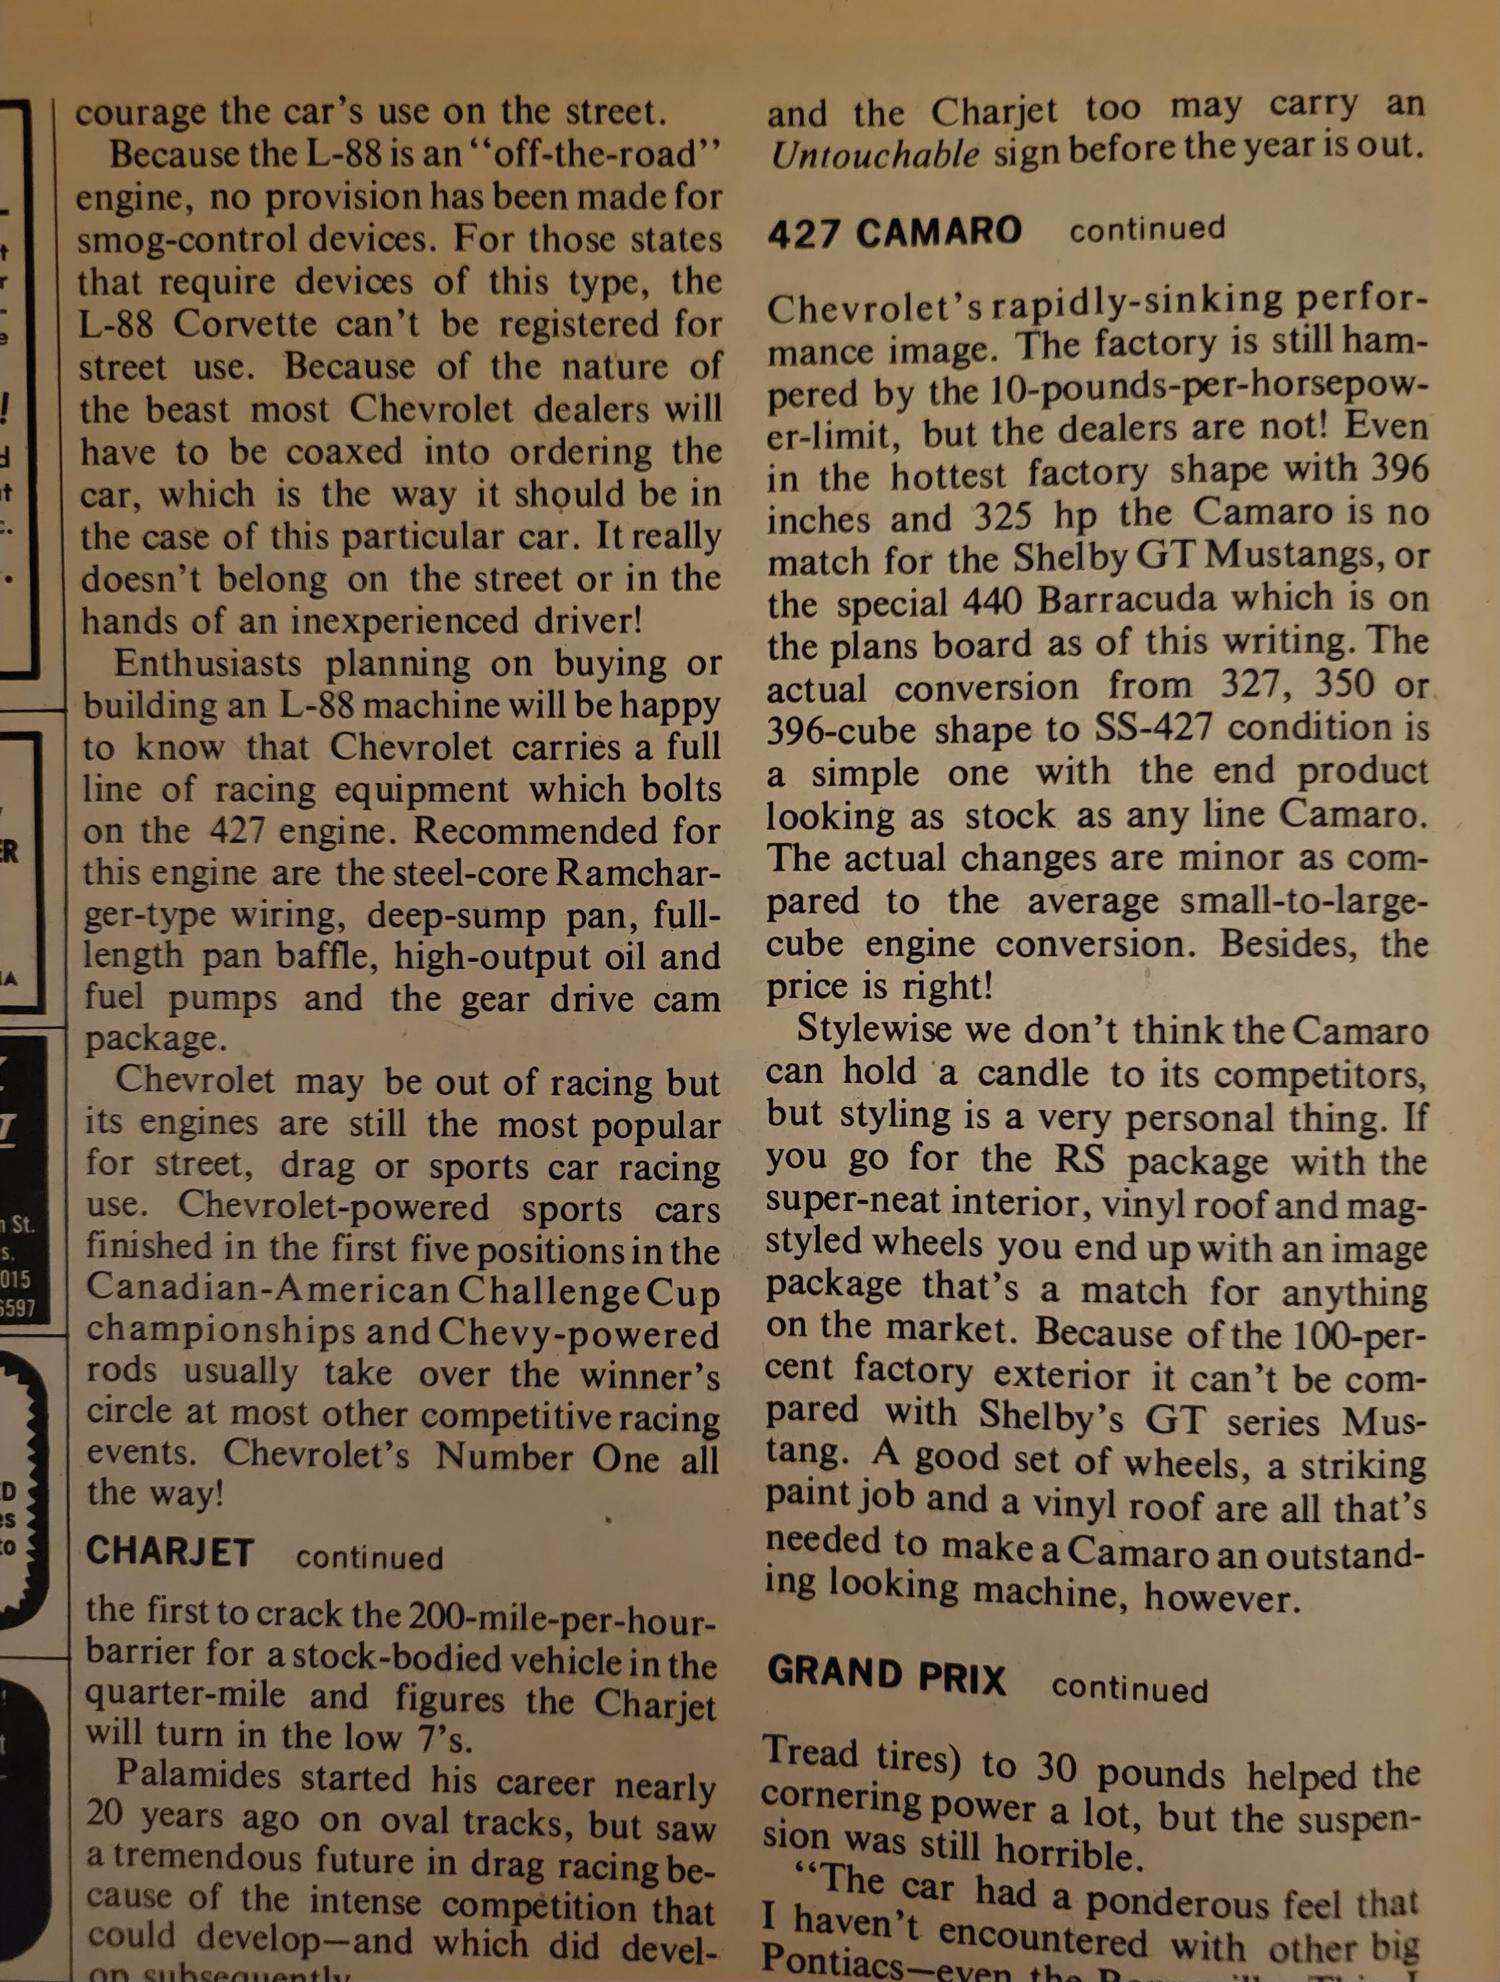 courage the car's use on the street.
Because the L-88 is an "off-the-road"
engine, no provision has been made for
smog-control devices. For those states
that require devices of this type, the
L-88 Corvette can't be registered for
street use. Because of the nature of
the beast most Chevrolet dealers will
have to be coaxed into ordering the
car, which is the way it should be in
the case of this particular car. It really
doesn't belong on the street or in the
hands of an inexperienced driver!
Enthusiasts planning on buying or
building an L-88 machine will be happy
to know that Chevrolet carries a full
line of racing equipment which bolts
on the 427 engine. Recommended for
this engine are the steel-core Ramchar-
ger-type wiring, deep-sump pan, full-
length pan baffle, high-output oil and
fuel pumps and the gear drive cam
package.
Chevrolet may be out of racing but
its engines are still the most popular
for street, drag or sports car racing
use. Chevrolet-powered sports cars
finished in the first five positions in the
Canadian-American Challenge Cup
championships and Chevy-powered
rods usually take over the winner's
circle at most other competitive racing
events. Chevrolet's Number One all
the way!
CHARJET continued
the first to crack the 200-mile-per-hour-
barrier for a stock-bodied vehicle in the
quarter-mile and figures the Charjet
will turn in the low 7's.
Palamides started his career nearly
20 years ago on oval tracks, but saw
a tremendous future in drag racing be-
cause of the intense competition that
could develop—and which did devel-
op subsequently.
and the Charjet too may carry an
Untouchable sign before the year is out.
427 CAMARO continued
Chevrolet's rapidly-sinking perfor-
mance image. The factory is still ham-
pered by the 10-pounds-per-horsepow-
er-limit, but the dealers are not! Even
in the hottest factory shape with 396
inches and 325 hp the Camaro is no
match for the Shelby GT Mustangs, or
the special 440 Barracuda which is on
the plans board as of this writing. The
actual conversion from 327, 350 or
396-cube shape to SS-427 condition is
a simple one with the end product
looking as stock as any line Camaro.
The actual changes are minor as com-
pared to the average small-to-large-
cube engine conversion. Besides, the
price is right!
Stylewise we don't think the Camaro
can hold a candle to its competitors,
but styling is a very personal thing. If
you go for the RS package with the
super-neat interior, vinyl roof and mag-
styled wheels you end up with an image
package that's a match for anything
on the market. Because of the 100-per-
cent factory exterior it can't be com-
pared with Shelby's GT series Mus-
tang. A good set of wheels, a striking
paint job and a vinyl roof are all that's
needed to make a Camaro an outstand-
ing looking machine, however.
GRAND PRIX continued
Tread tires) to 30 pounds helped the
cornering power a lot, but the suspen-
sion was still horrible.
"The car had a ponderous feel that
I haven't encountered with other big
Pontiacs—even the